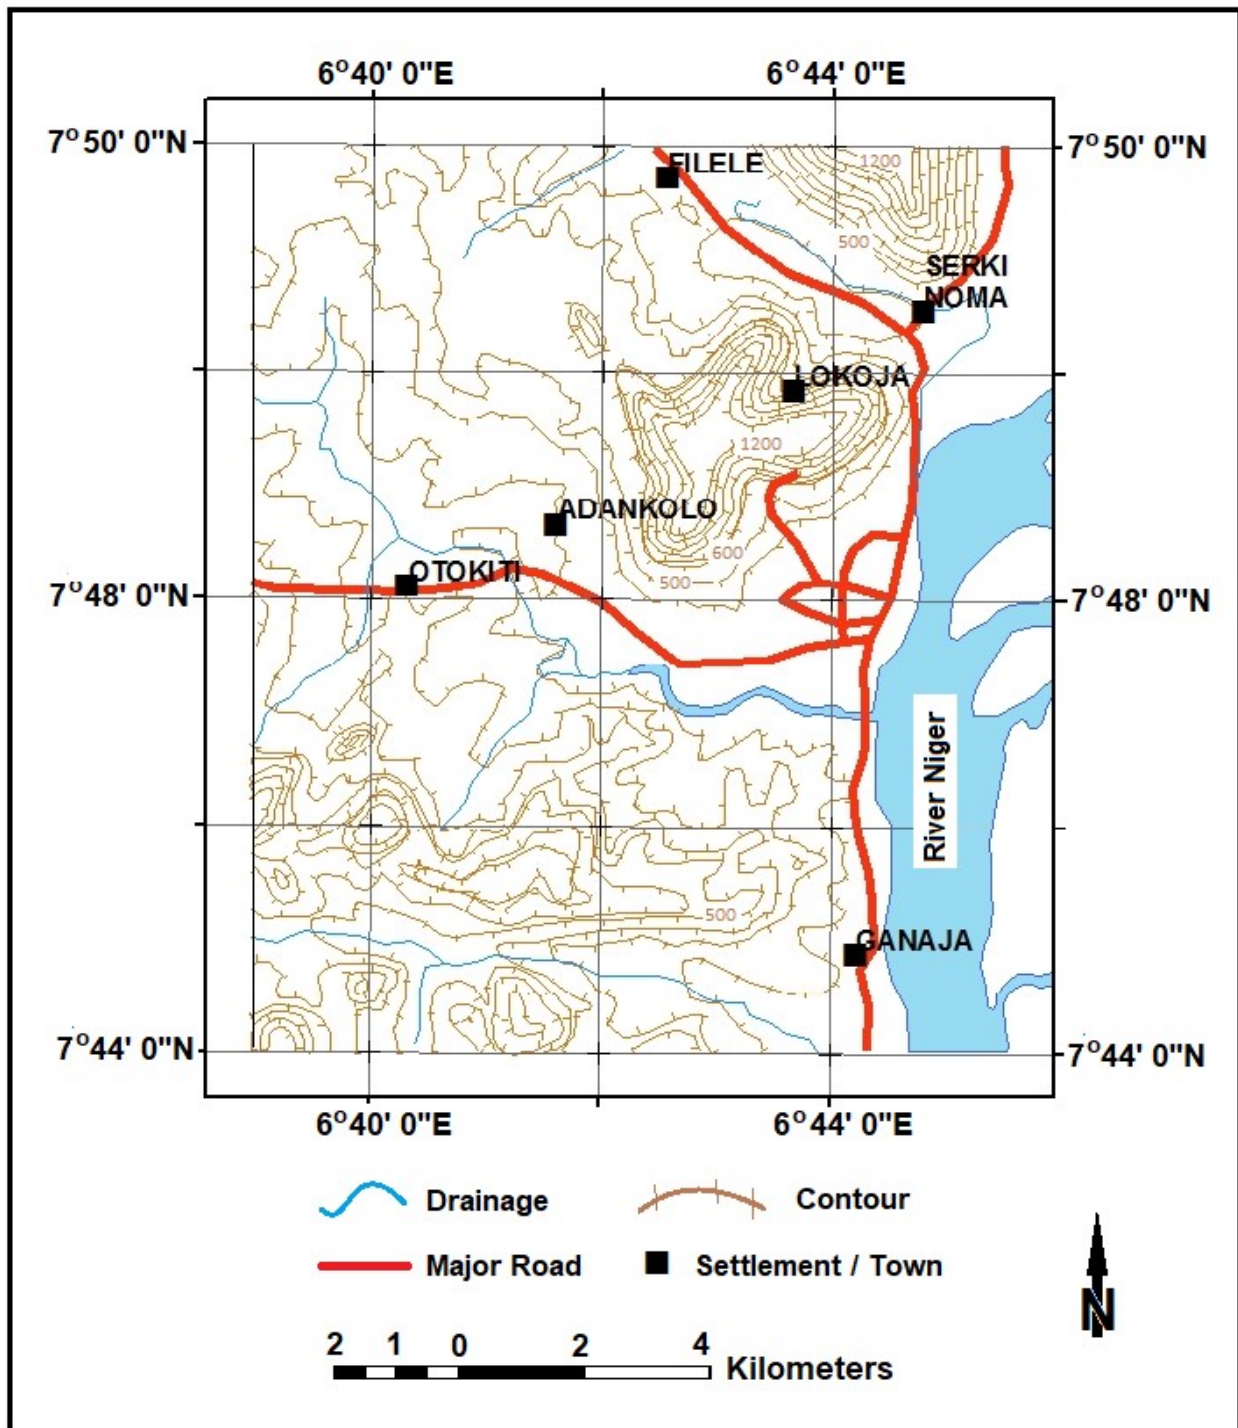 6°40' 0"E 6°44' 0"E
7°50' 0"N 7°50' 0"N
FILELE
1200
500
SERKI
NOMA
LOKOJA
1200
ADANKOLO
600
500
OTOKITI
7°48' 0"N 7°48' 0"N
River Niger
500
GANAJA
7°44' 0"N 7°44' 0"N
6°40' 0"E 6°44' 0"E
Drainage Contour
Major Road Settlement / Town
N
2 1 0 2 4
Kilometers